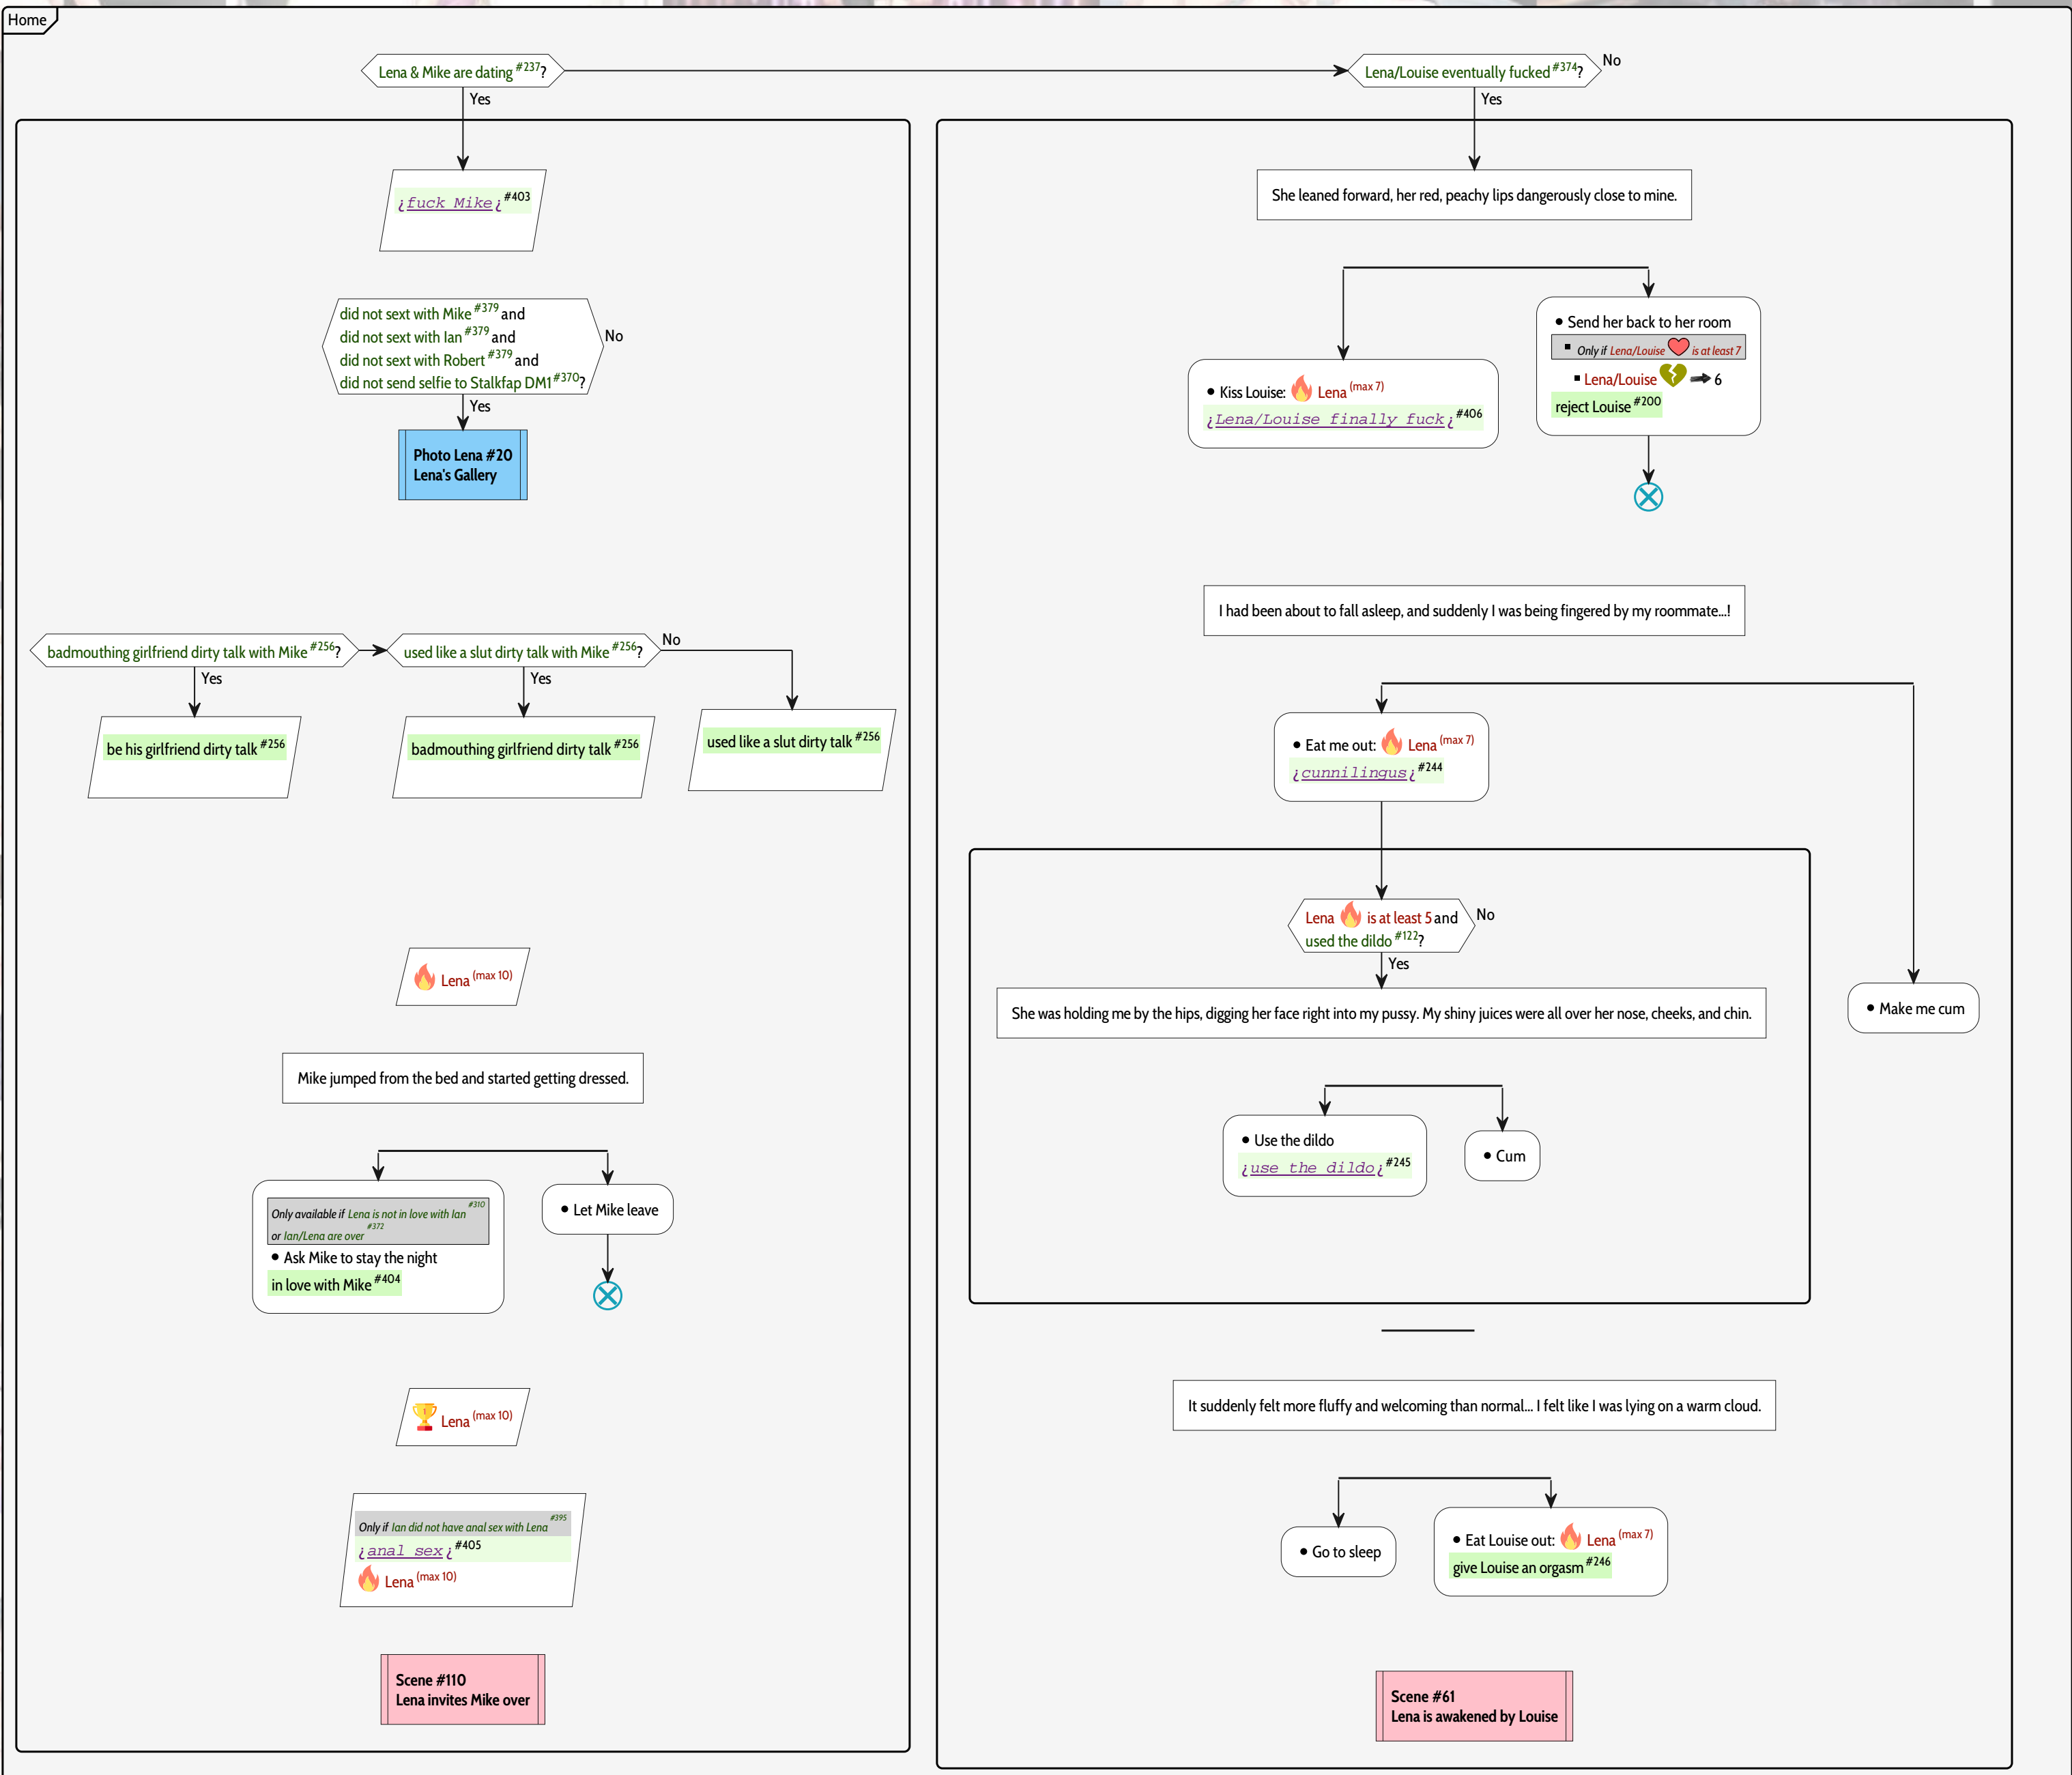 Home
Lena & Mike are dating #237?
Lena/Louise eventually fucked #374?
No
Yes
Yes
¿fuck Mike¿ #403
did not sext with Mike #379 and
did not sext with Ian #379 and
did not sext with Robert #379 and
did not send selfie to Stalkfap DM1 #370?
No
Yes
Photo Lena #20
Lena's Gallery
badmouthing girlfriend dirty talk with Mike #256?
used like a slut dirty talk with Mike #256?
No
Yes
Yes
be his girlfriend dirty talk #256
badmouthing girlfriend dirty talk #256
used like a slut dirty talk #256
Lena (max 10)
Mike jumped from the bed and started getting dressed.
Only available if Lena is not in love with Ian #310
or Ian/Lena are over #372
• Ask Mike to stay the night
in love with Mike #404
• Let Mike leave
Lena (max 10)
Only if Ian did not have anal sex with Lena #395
¿anal sex¿ #405
Lena (max 10)
Scene #110
Lena invites Mike over
She leaned forward, her red, peachy lips dangerously close to mine.
• Kiss Louise: Lena (max 7)
¿Lena/Louise finally fuck¿ #406
• Send her back to her room
▪ Only if Lena/Louise is at least 7
▪ Lena/Louise 6
reject Louise #200
I had been about to fall asleep, and suddenly I was being fingered by my roommate...!
• Eat me out: Lena (max 7)
¿cunnilingus¿ #244
Lena is at least 5 and
used the dildo #122?
No
Yes
She was holding me by the hips, digging her face right into my pussy. My shiny juices were all over her nose, cheeks, and chin.
• Make me cum
• Use the dildo
¿use the dildo¿ #245
• Cum
It suddenly felt more fluffy and welcoming than normal... I felt like I was lying on a warm cloud.
• Go to sleep
• Eat Louise out: Lena (max 7)
give Louise an orgasm #246
Scene #61
Lena is awakened by Louise